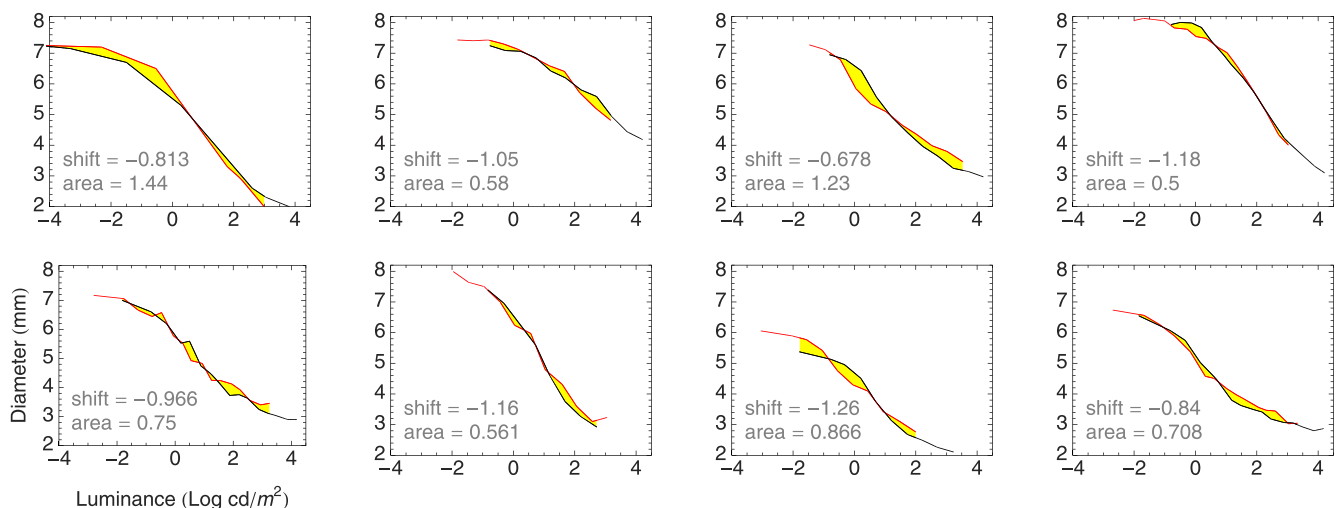 8
7
6
5
4
3
2
shift = −0.813
area = 1.44
−4 −2 0 2 4
8
7
6
5
4
3
2
shift = −1.05
area = 0.58
−4 −2 0 2 4
8
7
6
5
4
3
2
shift = −0.678
area = 1.23
−4 −2 0 2 4
8
7
6
5
4
3
2
shift = −1.18
area = 0.5
−4 −2 0 2 4
Diameter (mm)
8
7
6
5
4
3
2
shift = −0.966
area = 0.75
−4 −2 0 2 4
Luminance (Log cd/m²)
8
7
6
5
4
3
2
shift = −1.16
area = 0.561
−4 −2 0 2 4
8
7
6
5
4
3
2
shift = −1.26
area = 0.866
−4 −2 0 2 4
8
7
6
5
4
3
2
shift = −0.84
area = 0.708
−4 −2 0 2 4